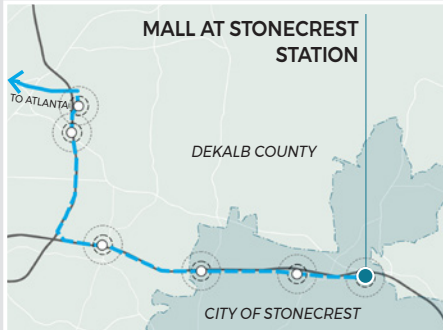 MALL AT STONECREST
STATION
TO ATLANTA
DEKALB COUNTY
CITY OF STONECREST